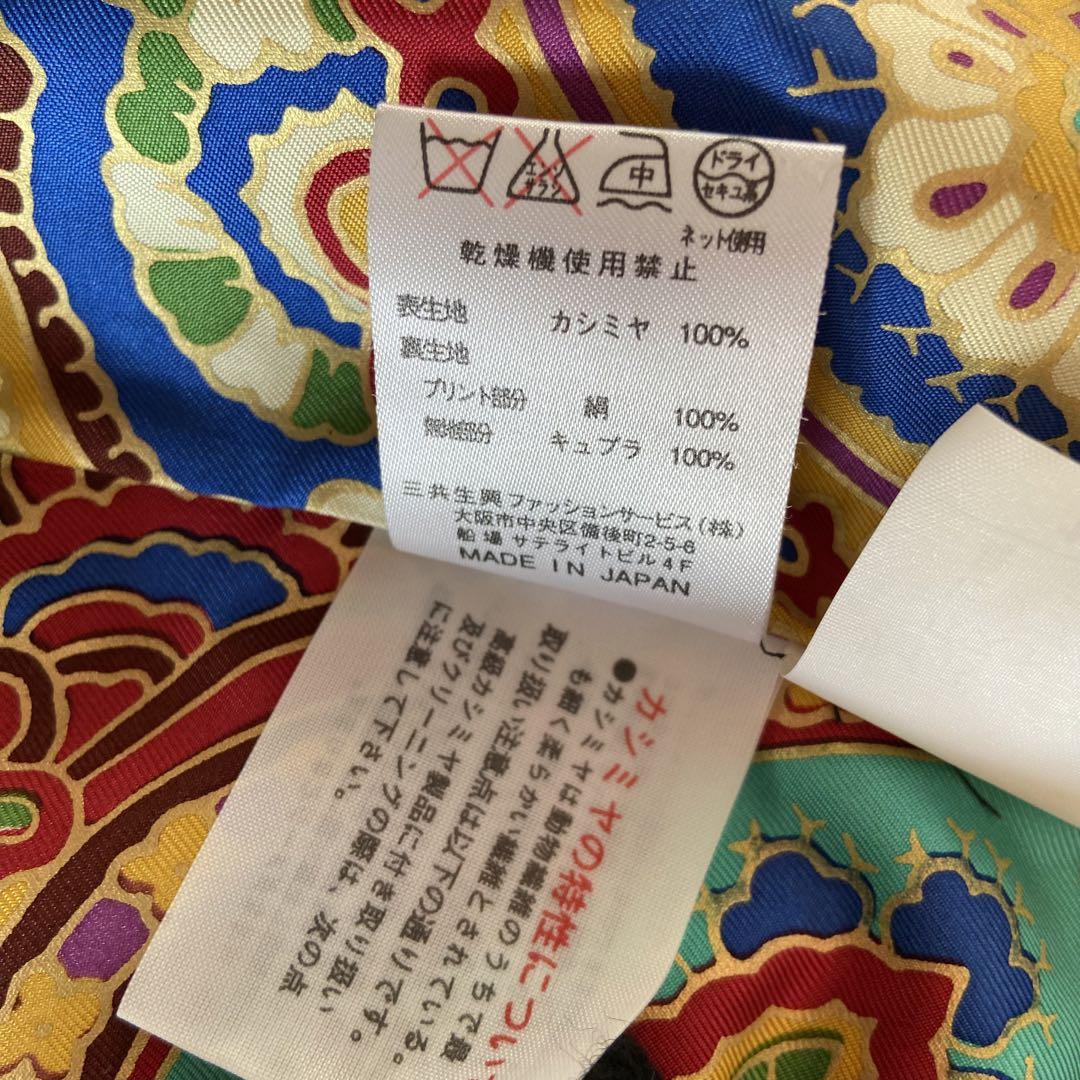 エンソ
サラシ
中
ドライ
セキユ系
ネット使用
乾燥機使用禁止
表生地 カシミヤ 100%
裏生地
プリント部分 絹 100%
無地部分 キュプラ 100%
三共生興ファッションサービス(株)
大阪市中央区備後町2-5-6
船場サテライトビル4F
MADE IN JAPAN
カシミヤの特性につい
●カシミヤは動物繊維のうちで最
も細く柔らかい繊維とされている。
取り扱い注意点は以下の通りです。
高級カシミヤ製品に付き取り扱い
及びクリーニングの際は、次の点
に注意して下さい。